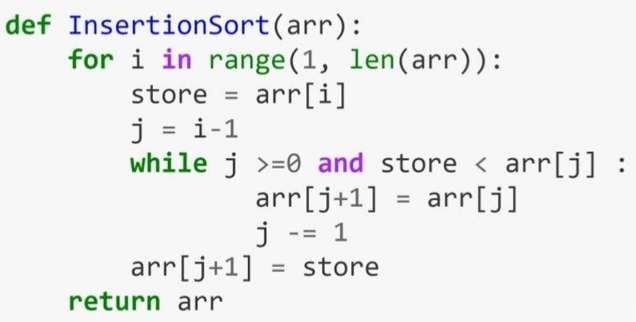 def InsertionSort(arr):
    for i in range(1, len(arr)):
        store = arr[i]
        j = i-1
        while j >=0 and store < arr[j] :
                arr[j+1] = arr[j]
                j -= 1
        arr[j+1] = store
    return arr